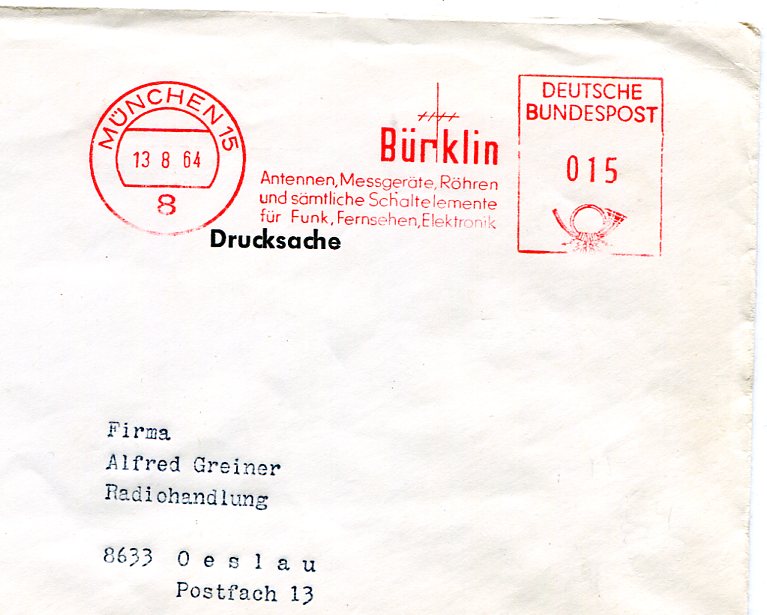 MÜNCHEN 15
13 8 64
8
Bürklin
Antennen, Messgeräte, Röhren
und sämtliche Schaltelemente
für Funk, Fernsehen, Elektronik
DEUTSCHE
BUNDESPOST
015
Drucksache
Firma
Alfred Greiner
Radiohandlung
8633 Oeslau
Postfach 13